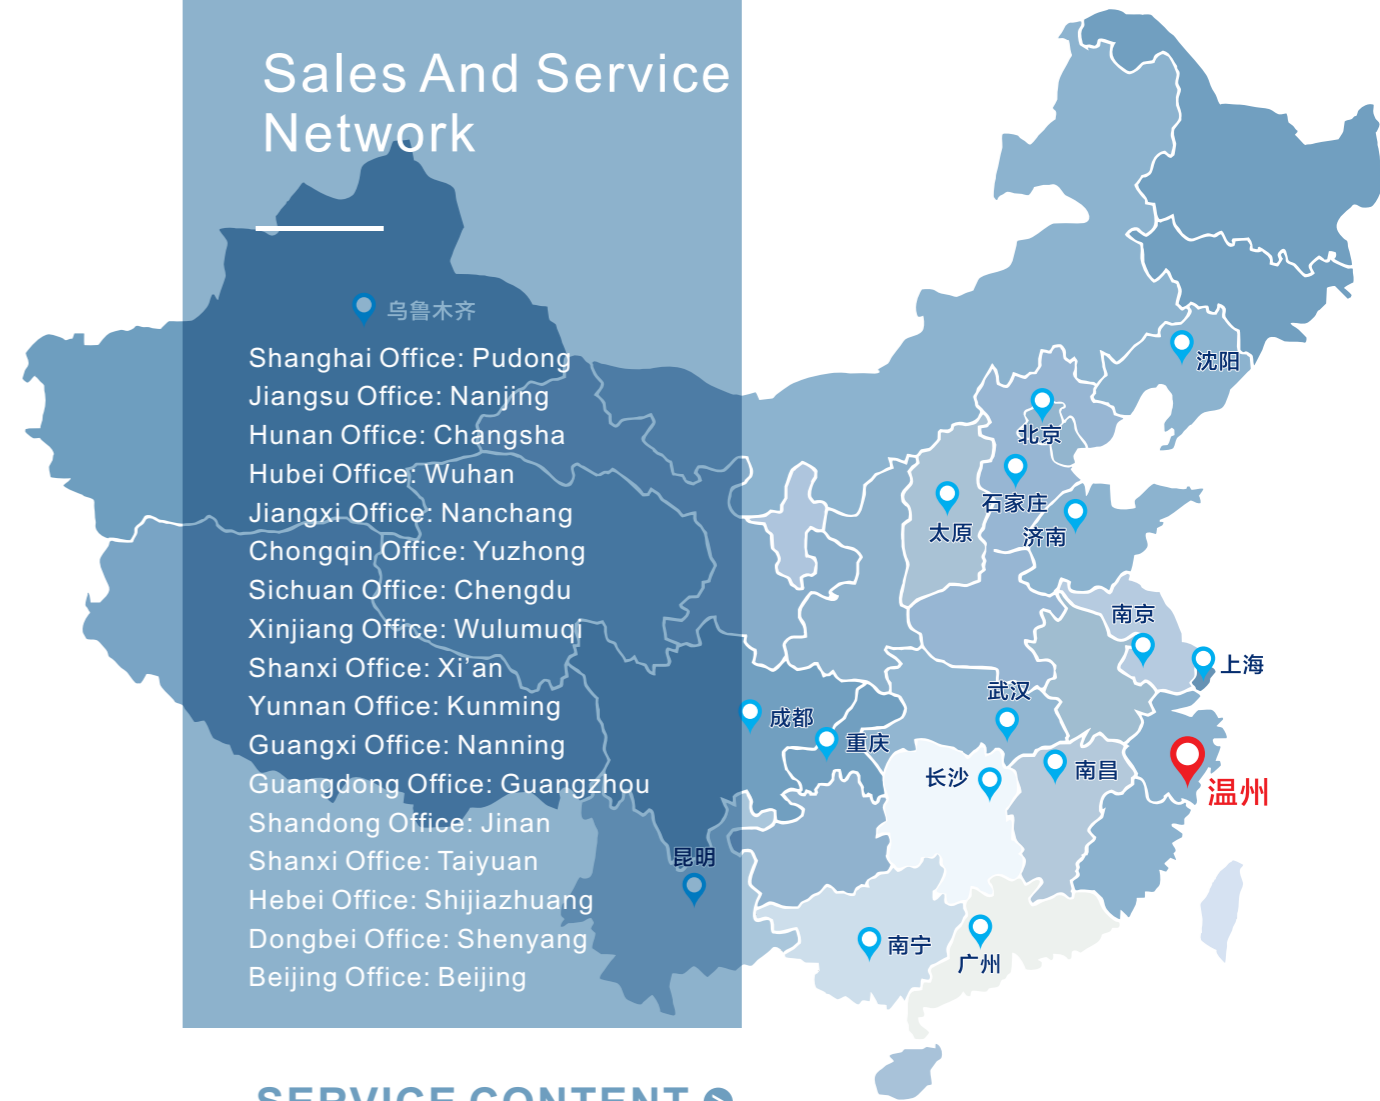 Sales And Service
Network
乌鲁木齐
Shanghai Office: Pudong
Jiangsu Office: Nanjing
Hunan Office: Changsha
Hubei Office: Wuhan
Jiangxi Office: Nanchang
Chongqin Office: Yuzhong
Sichuan Office: Chengdu
Xinjiang Office: Wulumuqi
Shanxi Office: Xi’an
Yunnan Office: Kunming
Guangxi Office: Nanning
Guangdong Office: Guangzhou
Shandong Office: Jinan
Shanxi Office: Taiyuan
Hebei Office: Shijiazhuang
Dongbei Office: Shenyang
Beijing Office: Beijing
沈阳
北京
石家庄
太原
济南
南京
上海
武汉
成都
重庆
长沙
南昌
温州
昆明
南宁
广州
SERVICE CONTENT